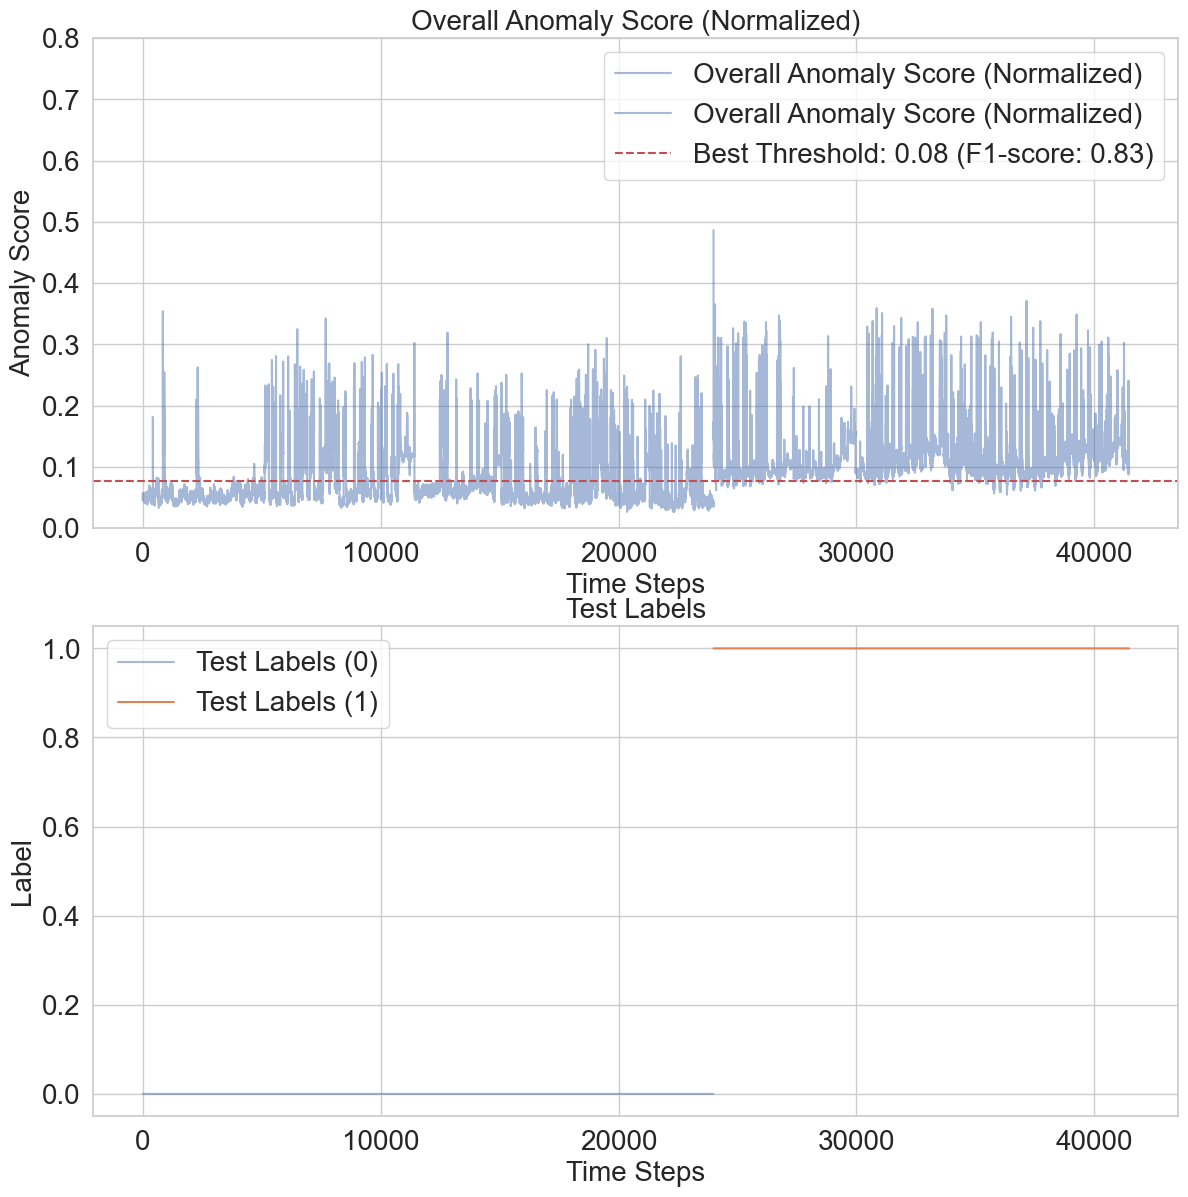 Overall Anomaly Score (Normalized)
0.8
0.7
0.6
0.5
0.4
0.3
0.2
0.1
0.0
Anomaly Score
Overall Anomaly Score (Normalized)
Overall Anomaly Score (Normalized)
Best Threshold: 0.08 (F1-score: 0.83)
0 10000 20000 30000 40000
Time Steps
Test Labels
1.0
0.8
0.6
0.4
0.2
0.0
Label
Test Labels (0)
Test Labels (1)
0 10000 20000 30000 40000
Time Steps